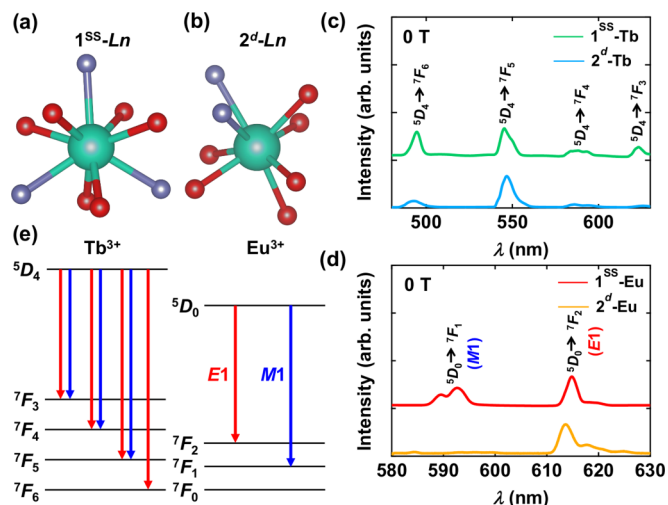 (a)
1^SS-Ln
(b)
2^d-Ln
(c)
0 T
1^SS-Tb
2^d-Tb
⁵D₄→⁷F₆
⁵D₄→⁷F₅
⁵D₄→⁷F₄
⁵D₄→⁷F₃
Intensity (arb. units)
500
550
600
λ (nm)
(d)
0 T
1^SS-Eu
2^d-Eu
⁵D₀→⁷F₁
(M1)
⁵D₀→⁷F₂
(E1)
Intensity (arb. units)
580
590
600
610
620
630
λ (nm)
(e)
Tb³⁺
Eu³⁺
⁵D₄
⁵D₀
E1
M1
⁷F₃
⁷F₄
⁷F₅
⁷F₆
⁷F₂
⁷F₁
⁷F₀